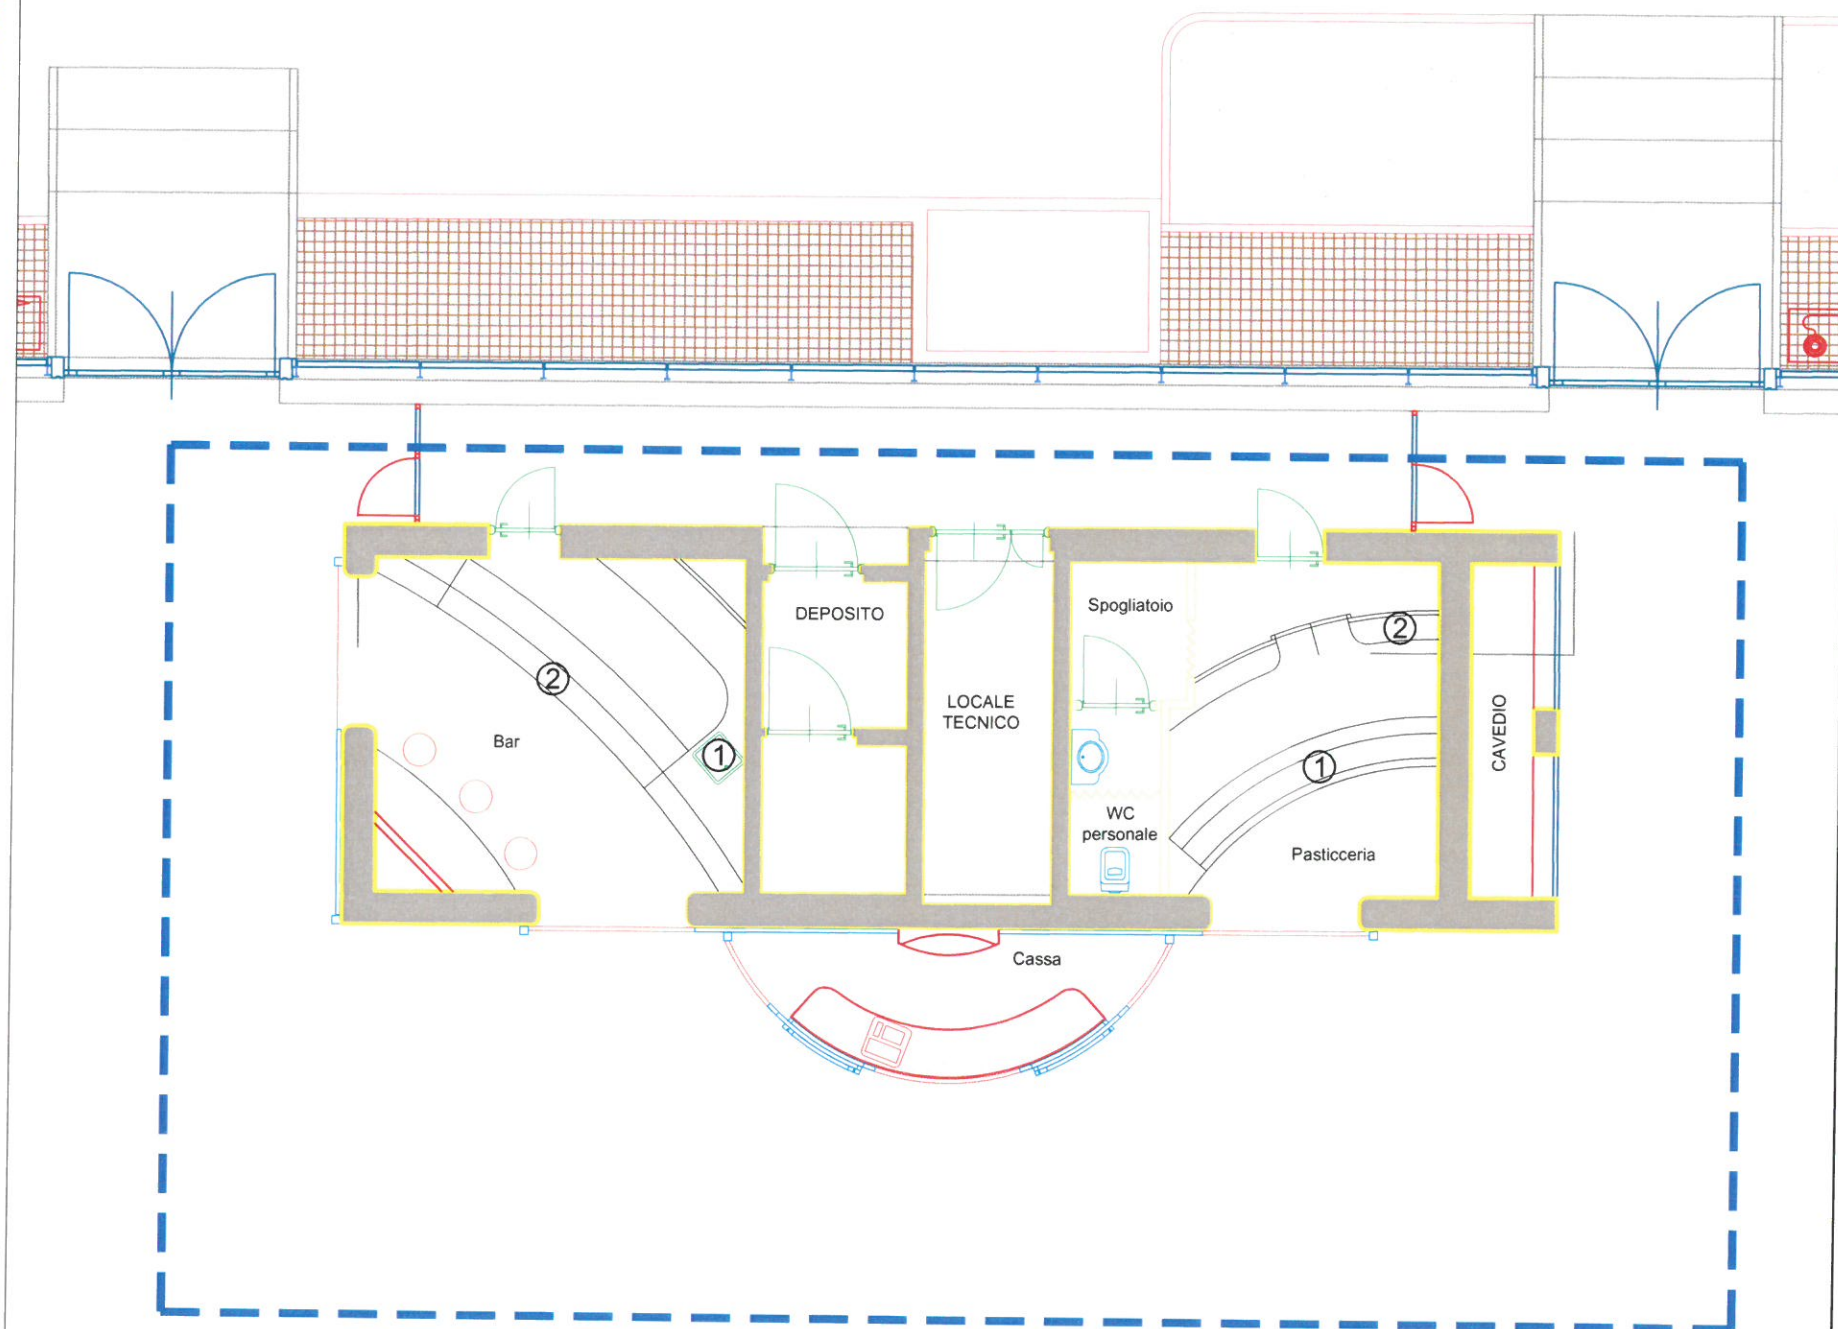 DEPOSITO
Spogliatoio
②
②
LOCALE
TECNICO
CAVEDIO
Bar
①
①
WC
personale
Pasticceria
Cassa